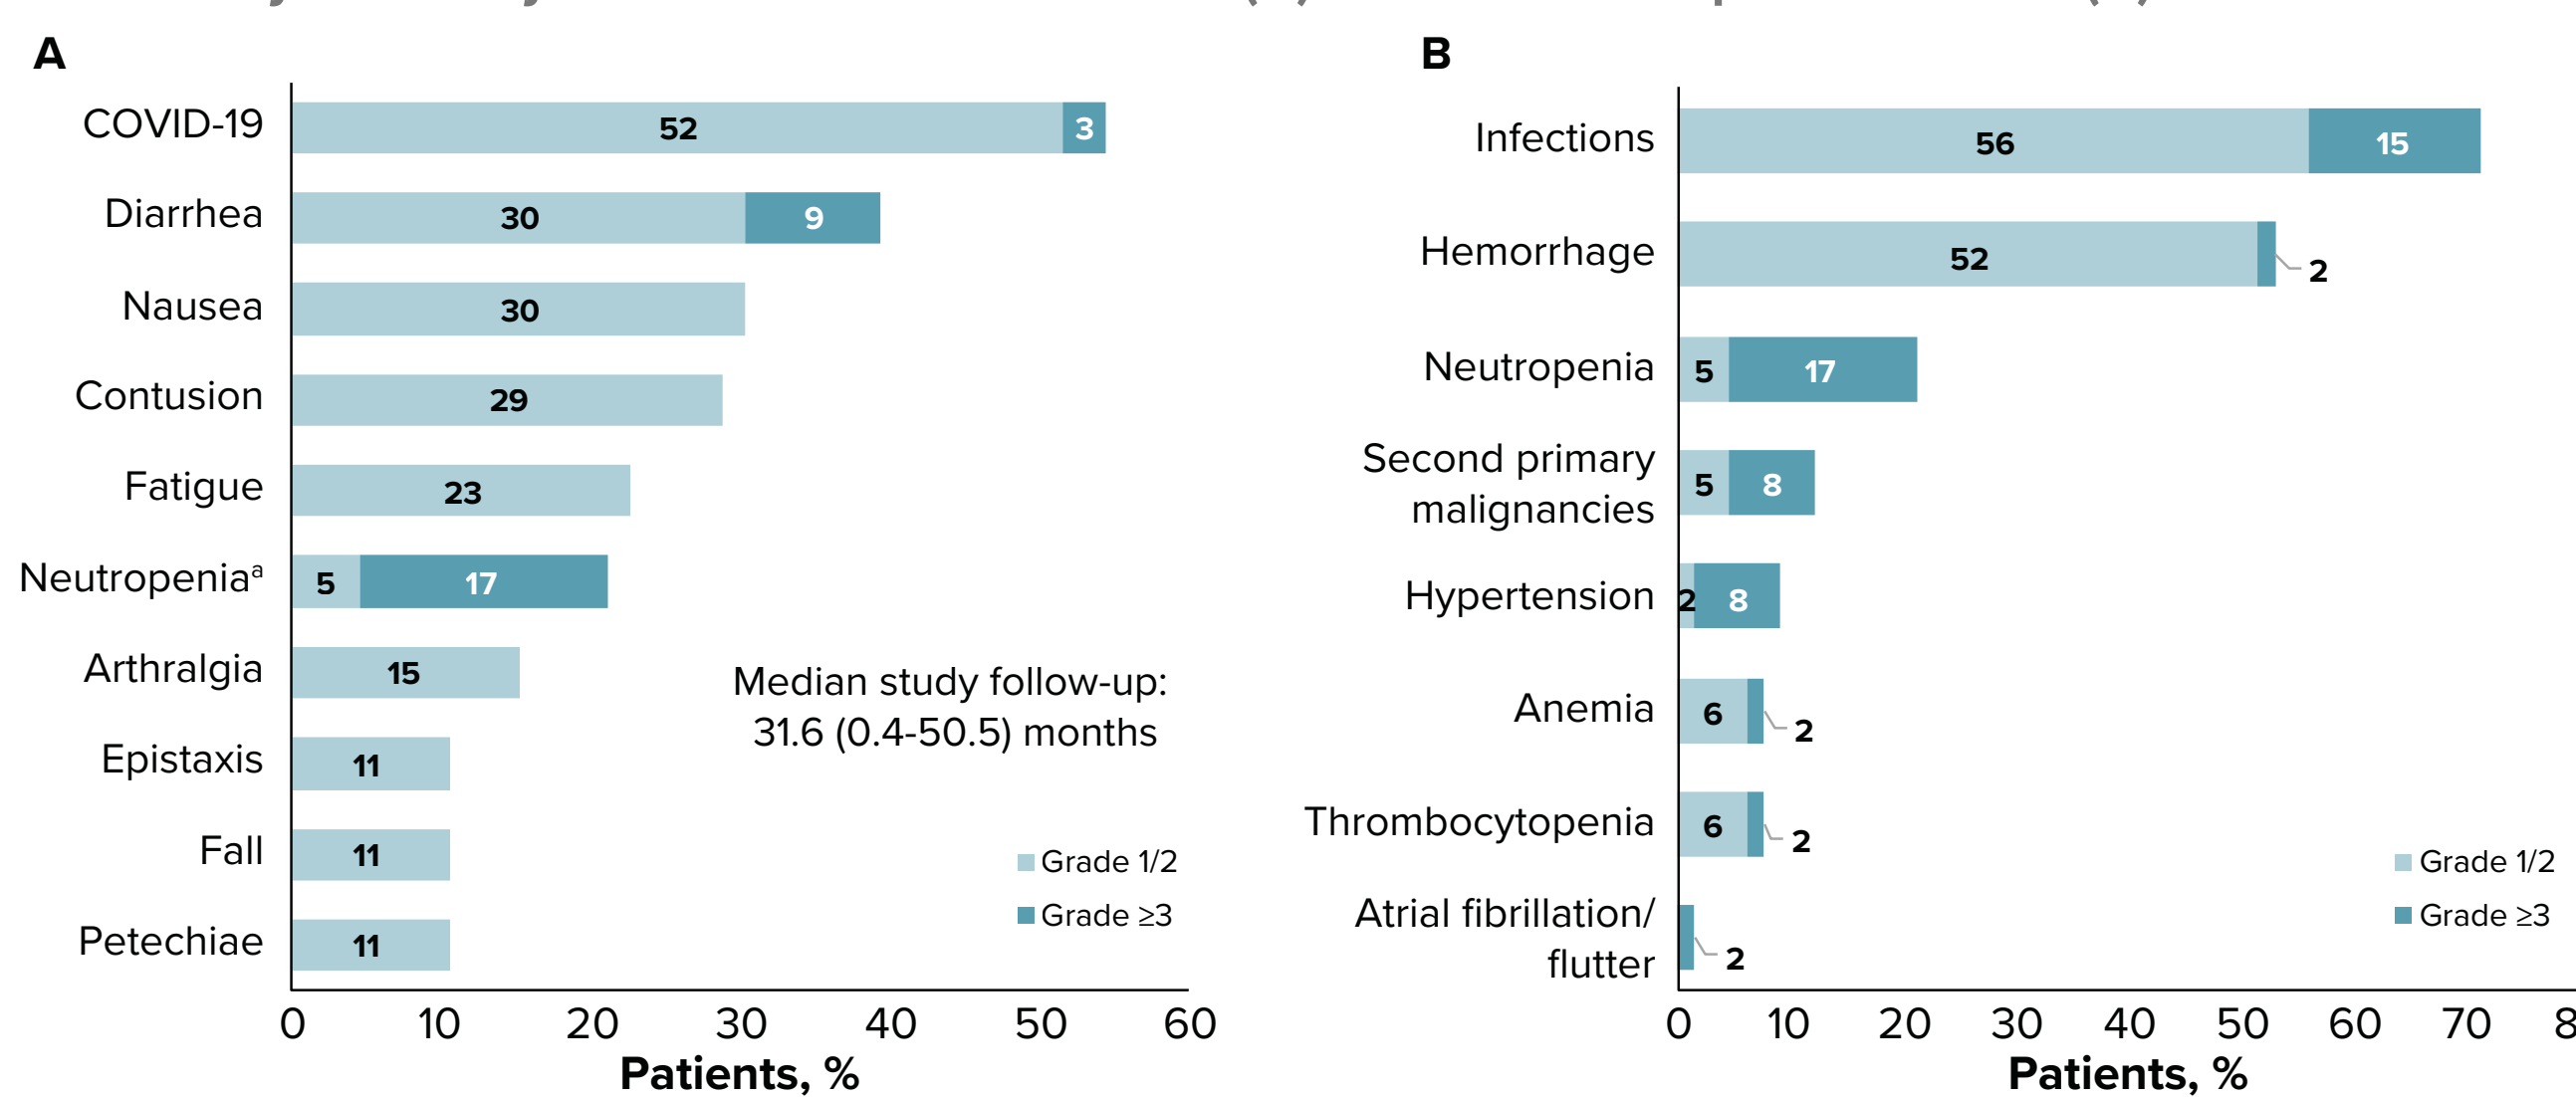 A
COVID-19 52 3
Diarrhea 30 9
Nausea 30
Contusion 29
Fatigue 23
Neutropeniaᵃ 5 17
Arthralgia 15
Epistaxis 11
Fall 11
Petechiae 11
Median study follow-up:
31.6 (0.4-50.5) months
Grade 1/2
Grade ≥3
0 10 20 30 40 50 60
Patients, %
B
Infections 56 15
Hemorrhage 52 2
Neutropenia 5 17
Second primary
malignancies 5 8
Hypertension 2 8
Anemia 6 2
Thrombocytopenia 6 2
Atrial fibrillation/
flutter 2
Grade 1/2
Grade ≥3
0 10 20 30 40 50 60 70 8
Patients, %